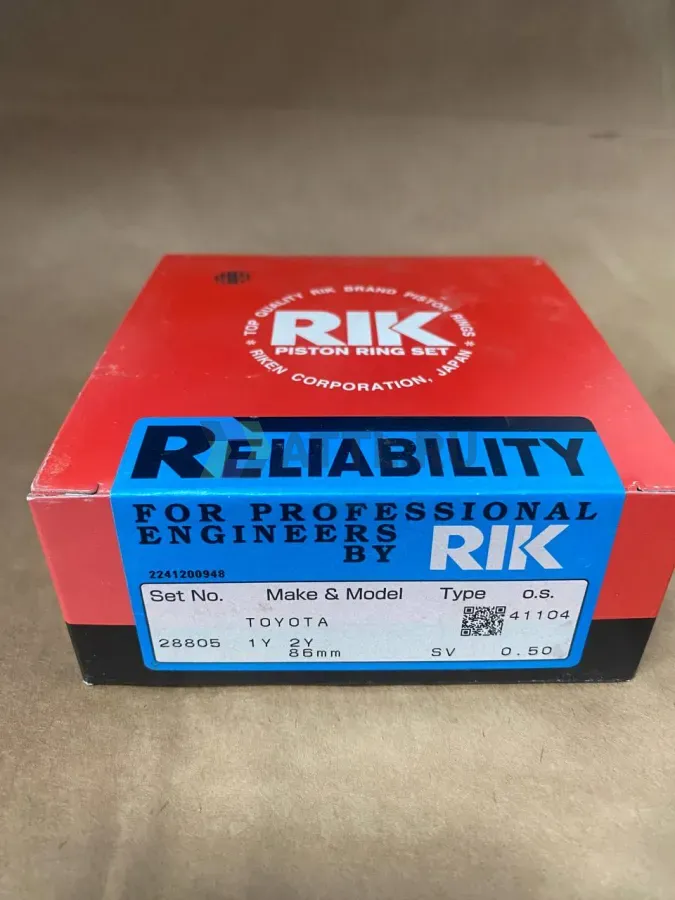 ★ TOP QUALITY RIK BRAND PISTON RINGS ★
RIK
PISTON RING SET
RIKEN CORPORATION, JAPAN
RELIABILITY
FOR PROFESSIONAL
ENGINEERS
BY RIK
2241200948
Set No. Make & Model Type o.s.
TOYOTA 41104
28805 1Y 2Y
86mm SV 0.50